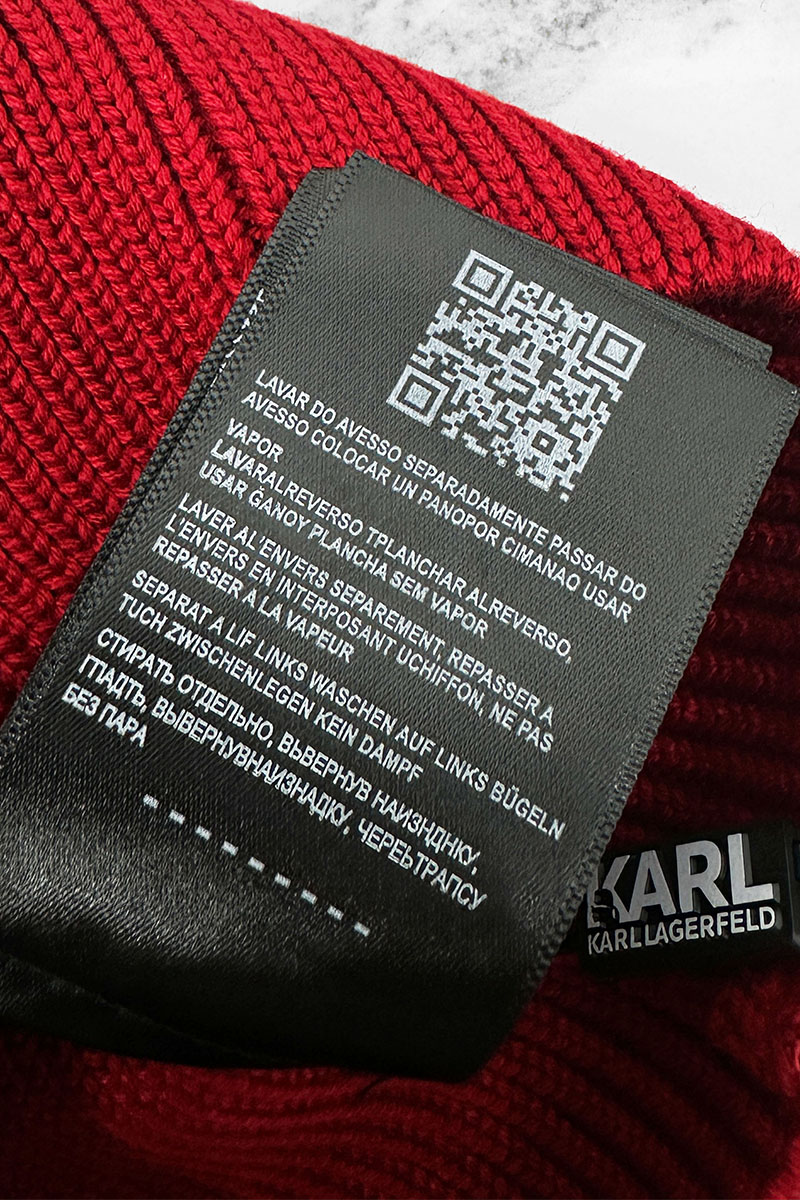 LAVAR DO AVESSO SEPARADAMENTE PASSAR DO
AVESSO COLOCAR UN PANOPOR CIMANAO USAR
VAPOR
LAVARALREVERSO TPLANCHAR ALREVERSO,
USAR ĞANOY PLANCHA SEM VAPOR
LAVER AL'ENVERS SEPAREMENT, REPASSER A
L'ENVERS EN INTERPOSANT UCHIFFON, NE PAS
REPASSER A LA VAPEUR
SEPARAT A LIF LINKS WASCHEN AUF LINKS BÜGELN
TUCH ZWISCHENLEGEN KEIN DAMPF
СТИРАТЬ ОТДЕЛЬНО, ВЬВЕРНУВ НАИЗНДНКУ,
ГПАДТЬ, ВЫВЕРНУВНАИЗНАДКУ, ЧЕРЕЬТРАПСУ
БЕЗ ПАРА
KARL
KARL LAGERFELD